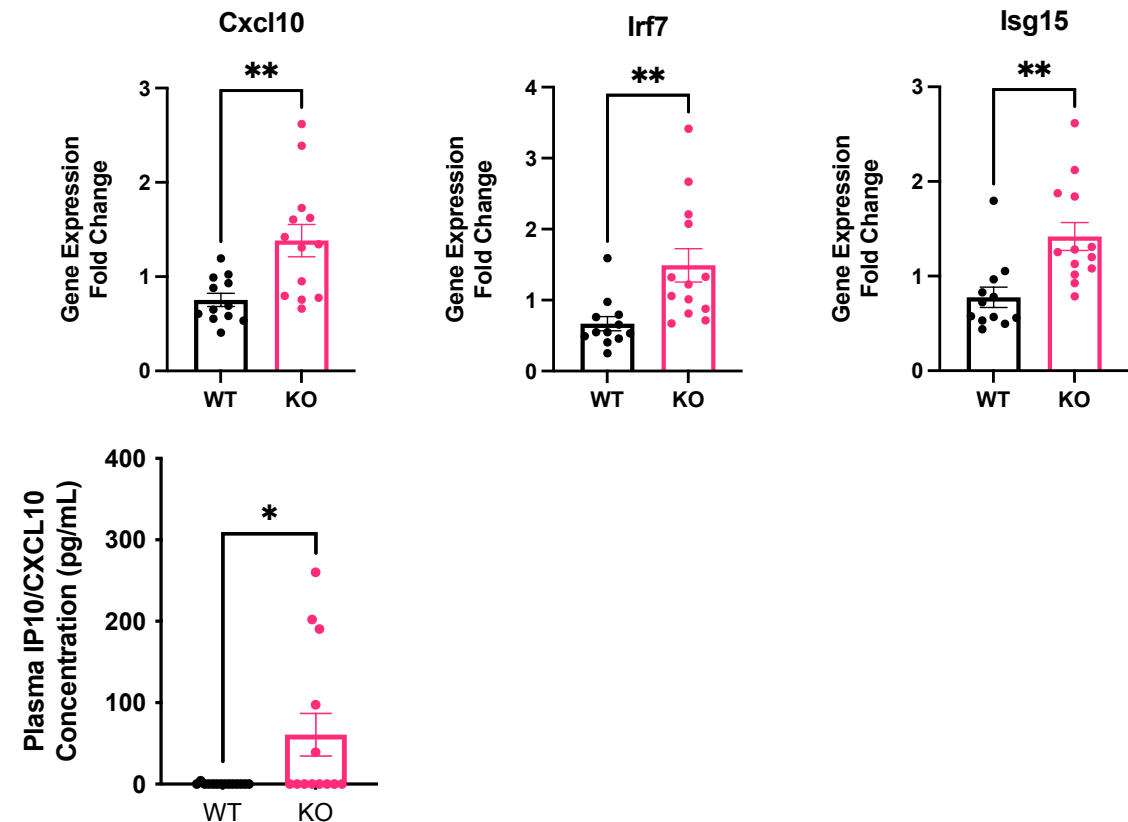 Cxcl10
**
Gene Expression
Fold Change
3
2
1
0
WT KO
Irf7
**
Gene Expression
Fold Change
4
3
2
1
0
WT KO
Isg15
**
Gene Expression
Fold Change
3
2
1
0
WT KO
*
Plasma IP10/CXCL10
Concentration (pg/mL)
400
300
200
100
0
WT KO